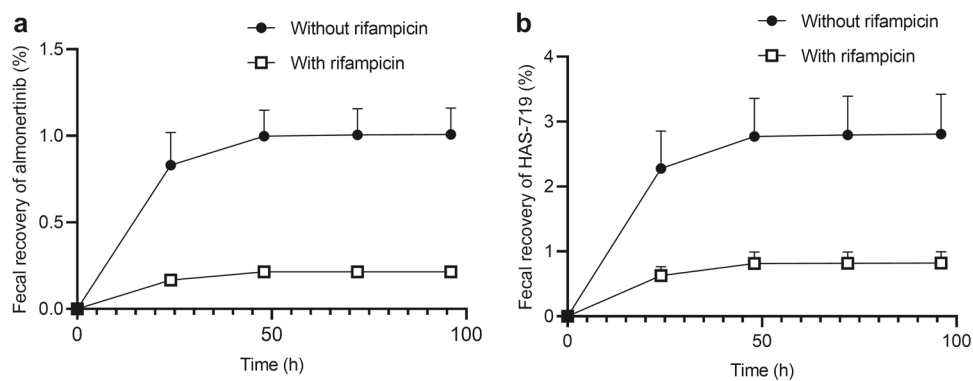 a
Without rifampicin
With rifampicin
Fecal recovery of almonertinib (%)
1.5
1.0
0.5
0.0
0
50
100
Time (h)
b
Without rifampicin
With rifampicin
Fecal recovery of HAS-719 (%)
4
3
2
1
0
0
50
100
Time (h)